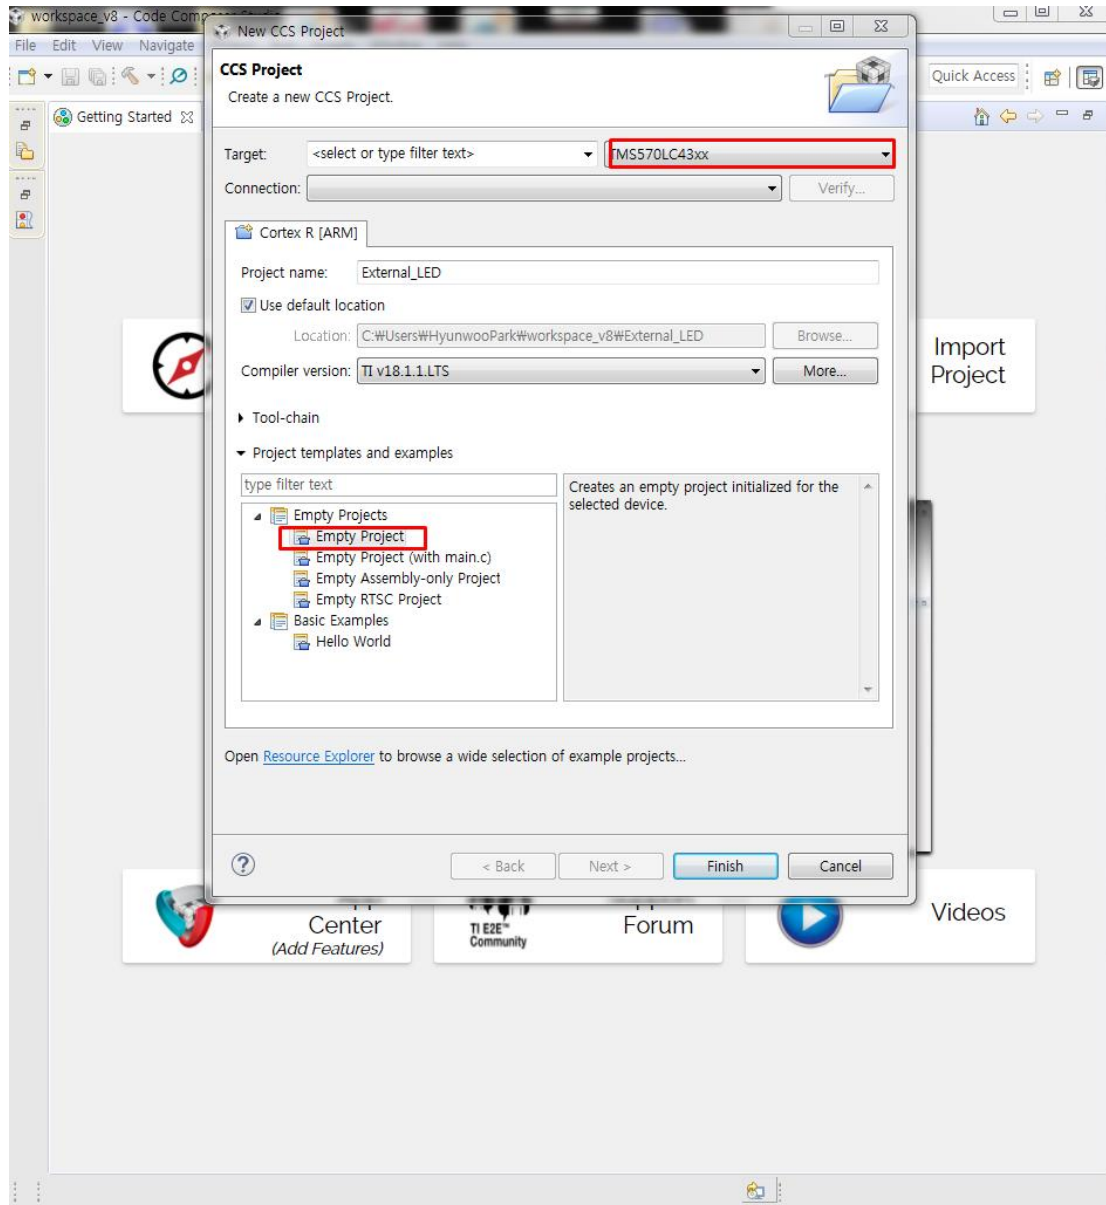 workspace_v8 - Code Composer Studio
New CCS Project
File Edit View Navigate
CCS Project
Create a new CCS Project.
Quick Access
Getting Started
Target: <select or type filter text> TMS570LC43xx
Connection: Verify...
Cortex R [ARM]
Project name: External_LED
Use default location
Location: C:₩Users₩HyunwooPark₩workspace_v8₩External_LED Browse...
Compiler version: TI v18.1.1.LTS More...
Import
Project
Tool-chain
Project templates and examples
type filter text
Creates an empty project initialized for the
selected device.
Empty Projects
Empty Project
Empty Project (with main.c)
Empty Assembly-only Project
Empty RTSC Project
Basic Examples
Hello World
Open Resource Explorer to browse a wide selection of example projects...
< Back Next > Finish Cancel
Center
(Add Features)
TI E2E™
Community
Forum
Videos